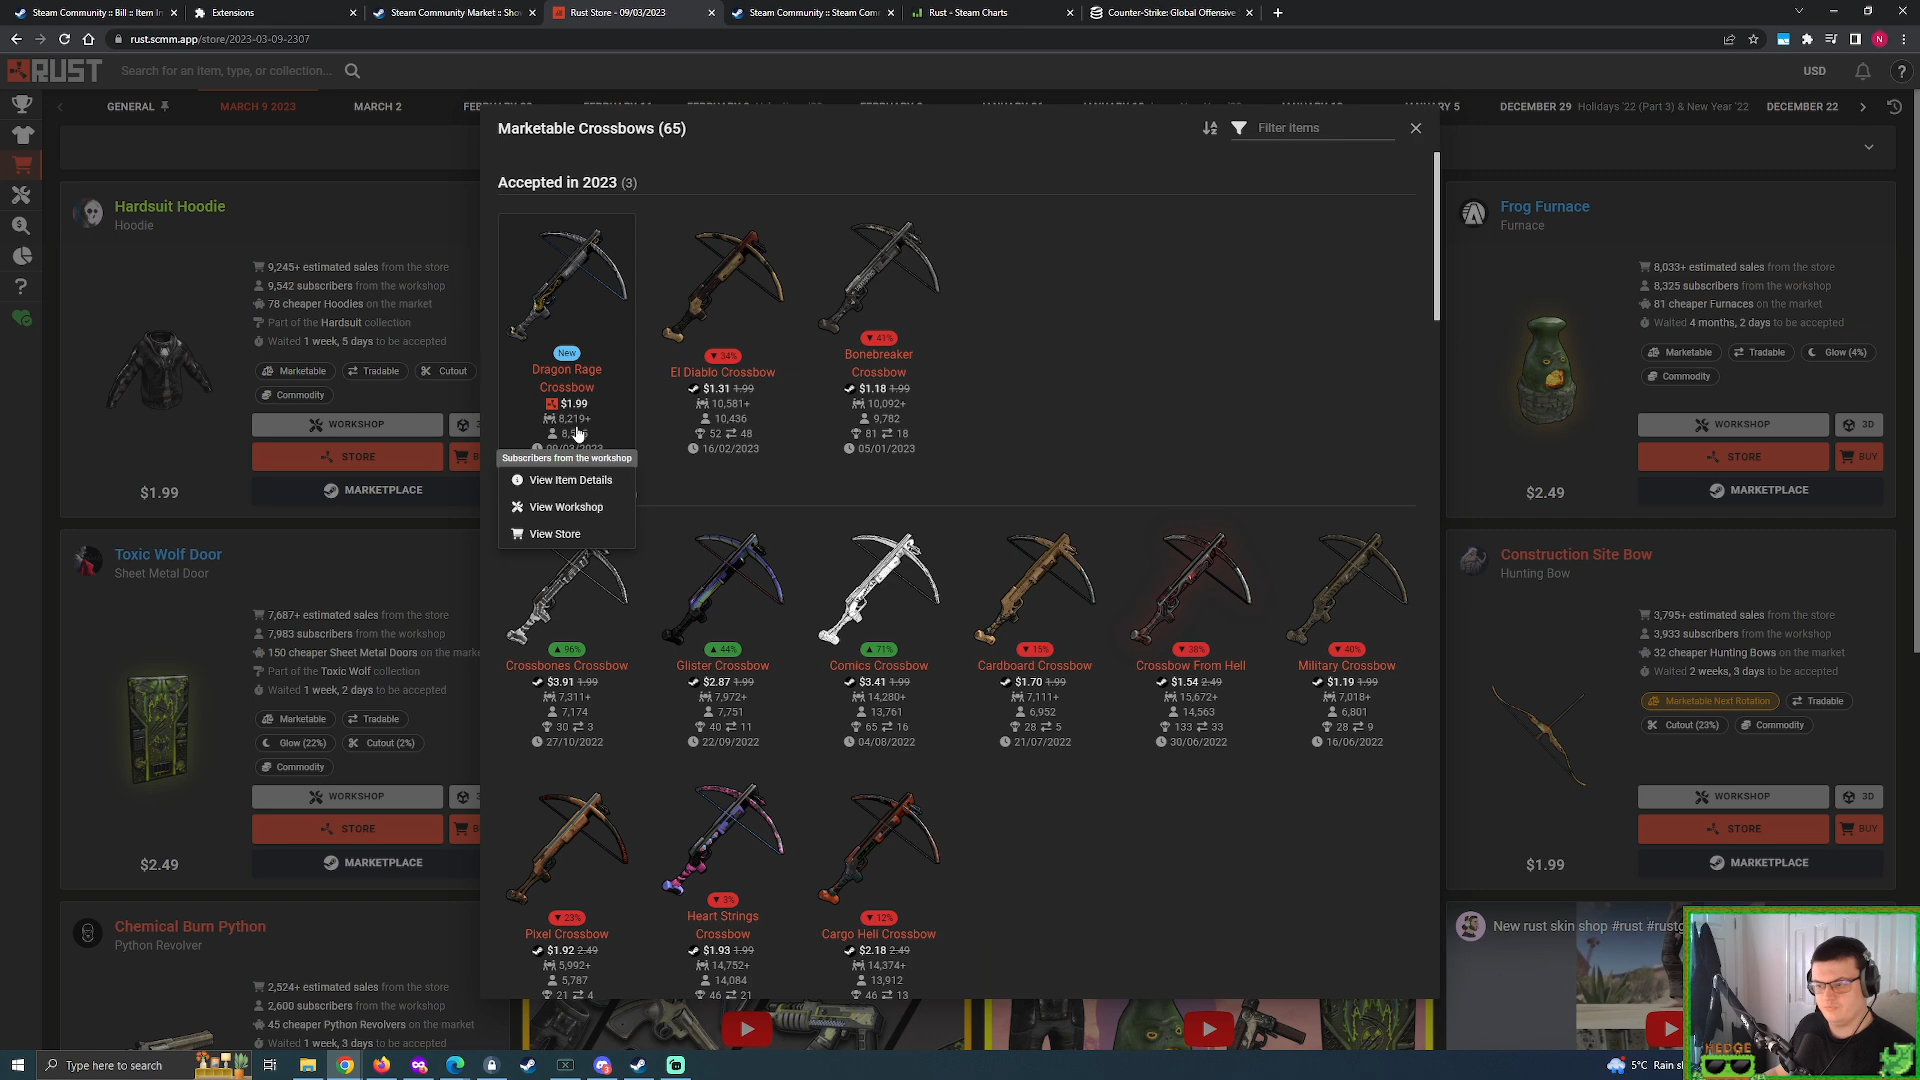 Steam Community :: Bill :: Item In
Extensions
Steam Community Market :: Sho
Rust Store - 09/03/2023
Steam Community :: Steam Com
Rust - Steam Charts
Counter-Strike: Global Offensive
rust.scmm.app/store/2023-03-09-2307
N
RUST
Search for an item, type, or collection...
USD
GENERAL
MARCH 9 2023
MARCH 2
JANUARY 5
DECEMBER 29 Holidays '22 (Part 3) & New Year '22
DECEMBER 22
Marketable Crossbows (65)
Filter items
Accepted in 2023 (3)
New
Dragon Rage
Crossbow
$1.99
8,219+
09/03/2023
Subscribers from the workshop
View Item Details
View Workshop
View Store
▼ 34%
El Diablo Crossbow
$1.31 1.99
10,581+
10,436
52 48
16/02/2023
▼ 41%
Bonebreaker
Crossbow
$1.18 1.99
10,092+
9,782
81 18
05/01/2023
▲ 96%
Crossbones Crossbow
$3.91 1.99
7,311+
7,174
30 3
27/10/2022
▲ 44%
Glister Crossbow
$2.87 1.99
7,972+
7,751
40 11
22/09/2022
▲ 71%
Comics Crossbow
$3.41 1.99
14,280+
13,761
65 16
04/08/2022
▼ 15%
Cardboard Crossbow
$1.70 1.99
7,111+
6,952
28 5
21/07/2022
▼ 38%
Crossbow From Hell
$1.54 2.49
15,672+
14,563
133 33
30/06/2022
▼ 40%
Military Crossbow
$1.19 1.99
7,018+
6,801
28 9
16/06/2022
▼ 23%
Pixel Crossbow
$1.92 2.49
5,992+
5,787
21 4
▼ 3%
Heart Strings
Crossbow
$1.93 1.99
14,752+
14,084
46 21
▼ 12%
Cargo Hell Crossbow
$2.18 2.49
14,374+
13,912
46 13
Hardsuit Hoodie
Hoodie
9,245+ estimated sales from the store
9,542 subscribers from the workshop
78 cheaper Hoodies on the market
Part of the Hardsuit collection
Waited 1 week, 5 days to be accepted
Marketable
Tradable
Cutout
Commodity
WORKSHOP
STORE
MARKETPLACE
$1.99
Toxic Wolf Door
Sheet Metal Door
7,687+ estimated sales from the store
7,983 subscribers from the workshop
150 cheaper Sheet Metal Doors on the marke
Part of the Toxic Wolf collection
Waited 1 week, 2 days to be accepted
Marketable
Tradable
Glow (22%)
Cutout (2%)
Commodity
WORKSHOP
STORE
MARKETPLACE
$2.49
Chemical Burn Python
Python Revolver
2,524+ estimated sales from the store
2,600 subscribers from the workshop
45 cheaper Python Revolvers on the market
Waited 1 week, 3 days to be accepted
Frog Furnace
Furnace
8,033+ estimated sales from the store
8,325 subscribers from the workshop
81 cheaper Furnaces on the market
Waited 4 months, 2 days to be accepted
Marketable
Tradable
Glow (4%)
Commodity
WORKSHOP
3D
STORE
BUY
MARKETPLACE
$2.49
Construction Site Bow
Hunting Bow
3,795+ estimated sales from the store
3,933 subscribers from the workshop
32 cheaper Hunting Bows on the market
Waited 2 weeks, 3 days to be accepted
Marketable Next Rotation
Tradable
Cutout (23%)
Commodity
WORKSHOP
3D
STORE
BUY
MARKETPLACE
$1.99
New rust skin shop #rust #rustg
HEDGE
Type here to search
5°C Rain s